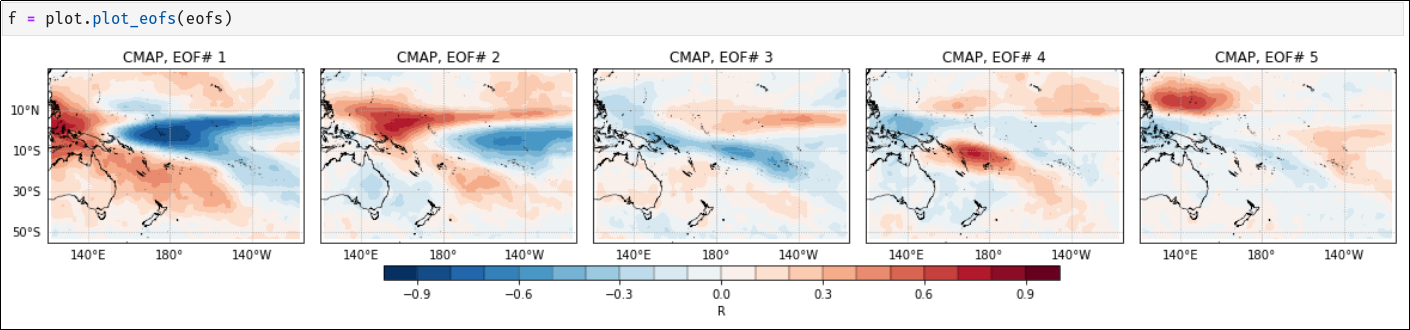 f = plot.plot_eofs(eofs)
CMAP, EOF# 1 CMAP, EOF# 2 CMAP, EOF# 3 CMAP, EOF# 4 CMAP, EOF# 5
10°N
10°S
30°S
50°S
140°E 180° 140°W 140°E 180° 140°W 140°E 180° 140°W 140°E 180° 140°W 140°E 180° 140°W
−0.9 −0.6 −0.3 0.0 0.3 0.6 0.9
R